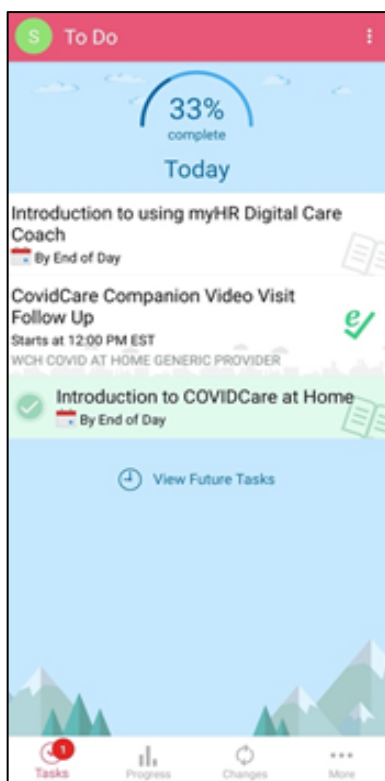 S To Do
33%
complete
Today
Introduction to using myHR Digital Care
Coach
By End of Day
CovidCare Companion Video Visit
Follow Up
Starts at 12:00 PM EST
WCH COVID AT HOME GENERIC PROVIDER
e
Introduction to COVIDCare at Home
By End of Day
View Future Tasks
1
Tasks Progress Changes More